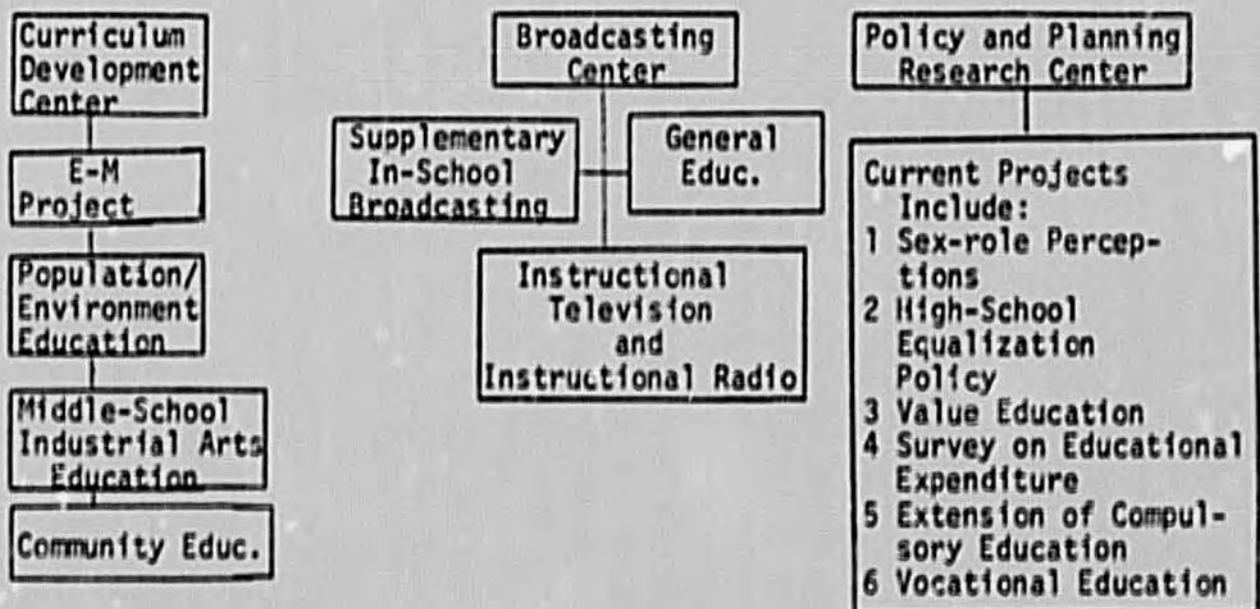 Curriculum
Development
Center
E-M
Project
Population/
Environment
Education
Middle-School
Industrial Arts
Education
Community Educ.
Broadcasting
Center
Supplementary
In-School
Broadcasting
General
Educ.
Instructional
Television
and
Instructional Radio
Policy and Planning
Research Center
Current Projects
Include:
1 Sex-role Percep-
tions
2 High-School
Equalization
Policy
3 Value Education
4 Survey on Educational
Expenditure
5 Extension of Compul-
sory Education
6 Vocational Education